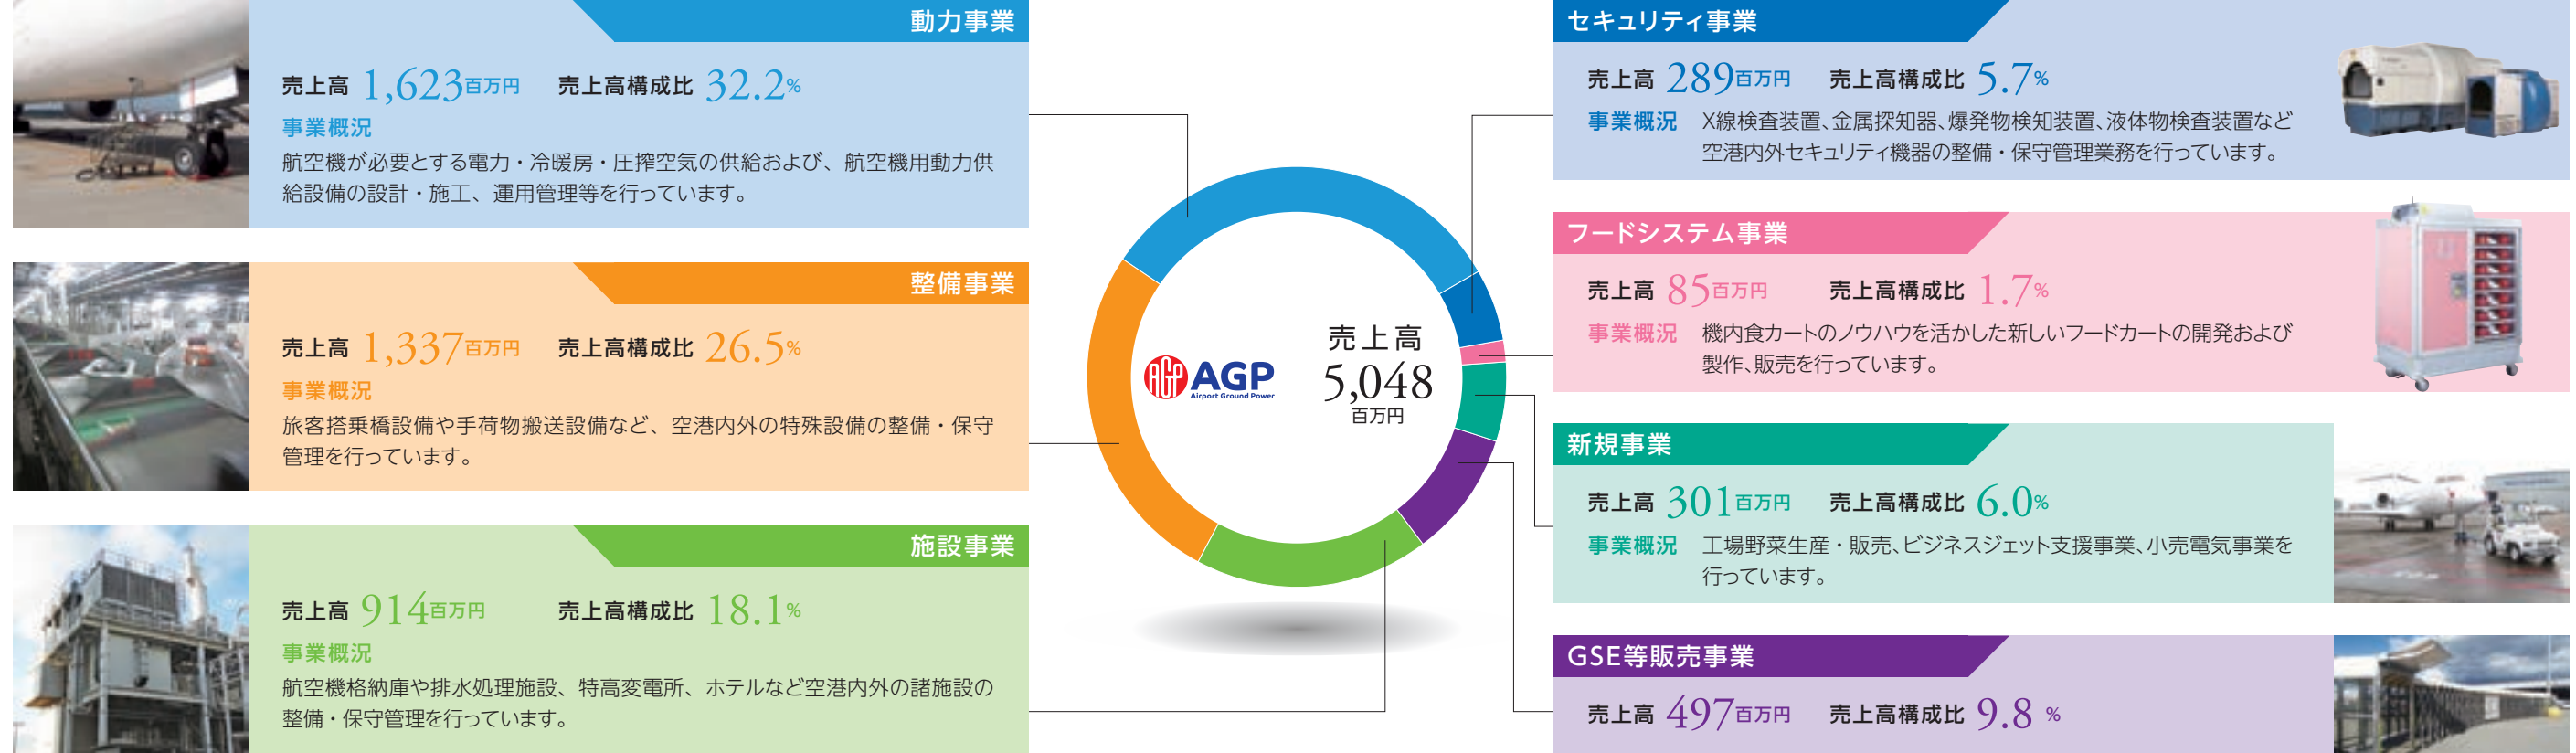 動力事業
売上高 1,623百万円 売上高構成比 32.2%
事業概況
航空機が必要とする電力・冷暖房・圧搾空気の供給および、航空機用動力供
給設備の設計・施工、運用管理等を行っています。
整備事業
売上高 1,337百万円 売上高構成比 26.5%
事業概況
旅客搭乗橋設備や手荷物搬送設備など、空港内外の特殊設備の整備・保守
管理を行っています。
施設事業
売上高 914百万円 売上高構成比 18.1%
事業概況
航空機格納庫や排水処理施設、特高変電所、ホテルなど空港内外の諸施設の
整備・保守管理を行っています。
AGP AGP
Airport Ground Power
売上高
5,048
百万円
セキュリティ事業
売上高 289百万円 売上高構成比 5.7%
事業概況 X線検査装置、金属探知器、爆発物検知装置、液体物検査装置など
空港内外セキュリティ機器の整備・保守管理業務を行っています。
フードシステム事業
売上高 85百万円 売上高構成比 1.7%
事業概況 機内食カートのノウハウを活かした新しいフードカートの開発および
製作、販売を行っています。
新規事業
売上高 301百万円 売上高構成比 6.0%
事業概況 工場野菜生産・販売、ビジネスジェット支援事業、小売電気事業を
行っています。
GSE等販売事業
売上高 497百万円 売上高構成比 9.8 %